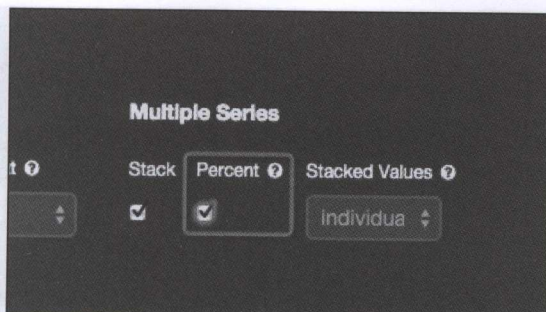 Multiple Series
t
Stack Percent Stacked Values
individua